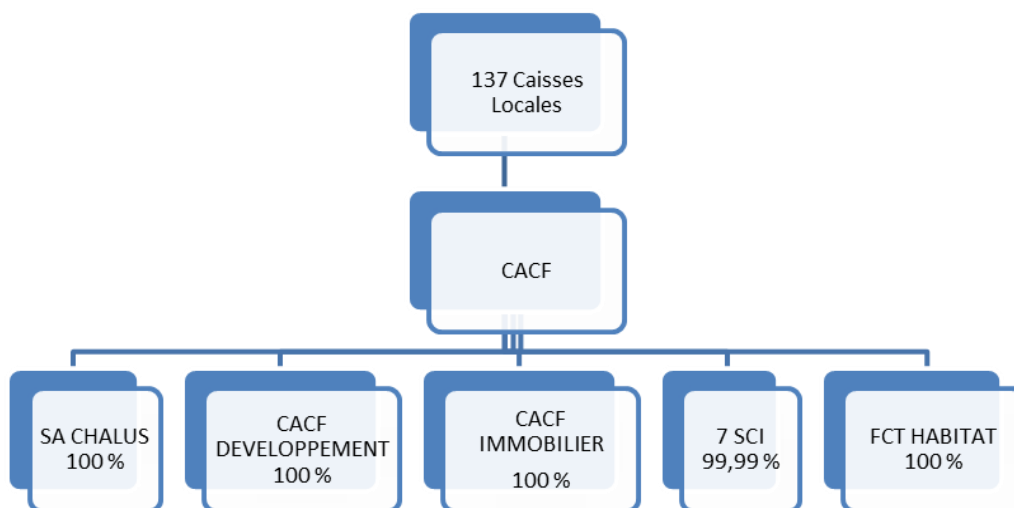 137 Caisses
Locales
CACF
SA CHALUS
100 %
CACF
DEVELOPPEMENT
100 %
CACF
IMMOBILIER
100 %
7 SCI
99,99 %
FCT HABITAT
100 %